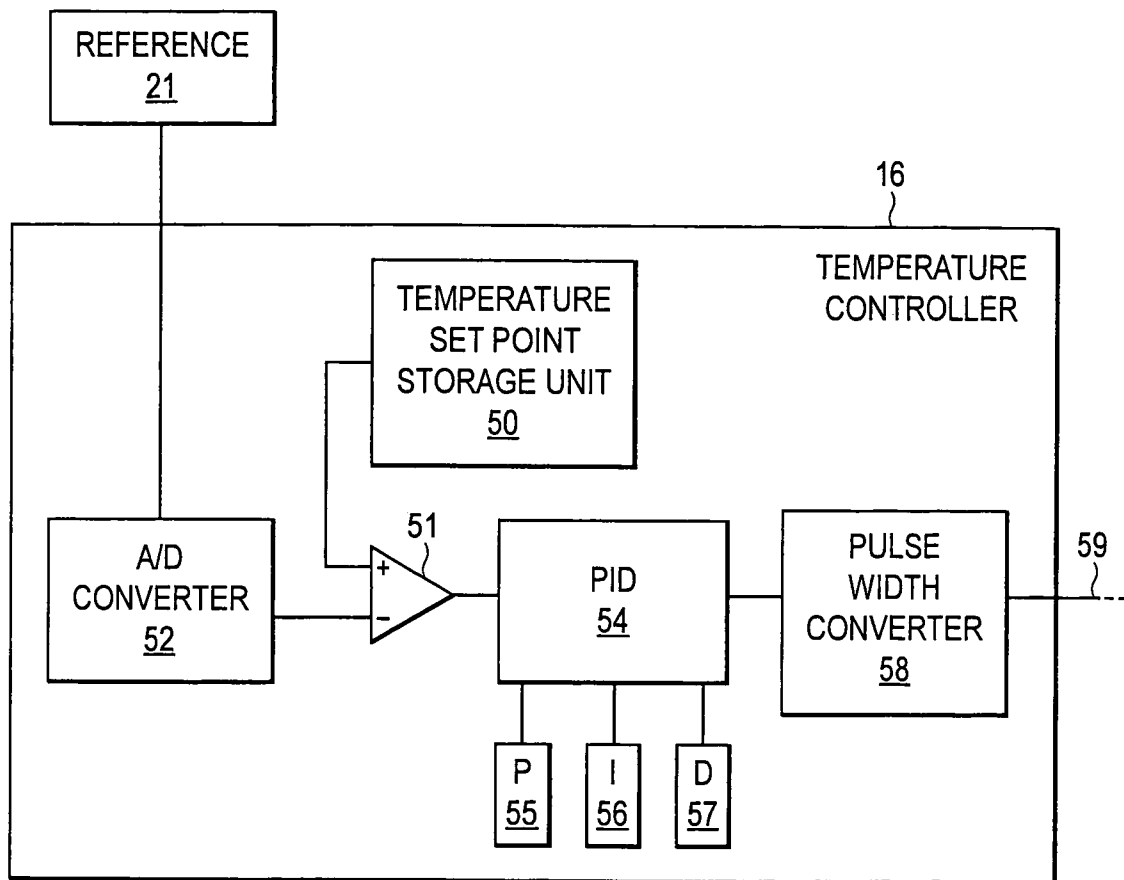 REFERENCE
21
16
TEMPERATURE
CONTROLLER
TEMPERATURE
SET POINT
STORAGE UNIT
50
A/D
CONVERTER
52
51
+
−
PID
54
PULSE
WIDTH
CONVERTER
58
59
P
55
I
56
D
57